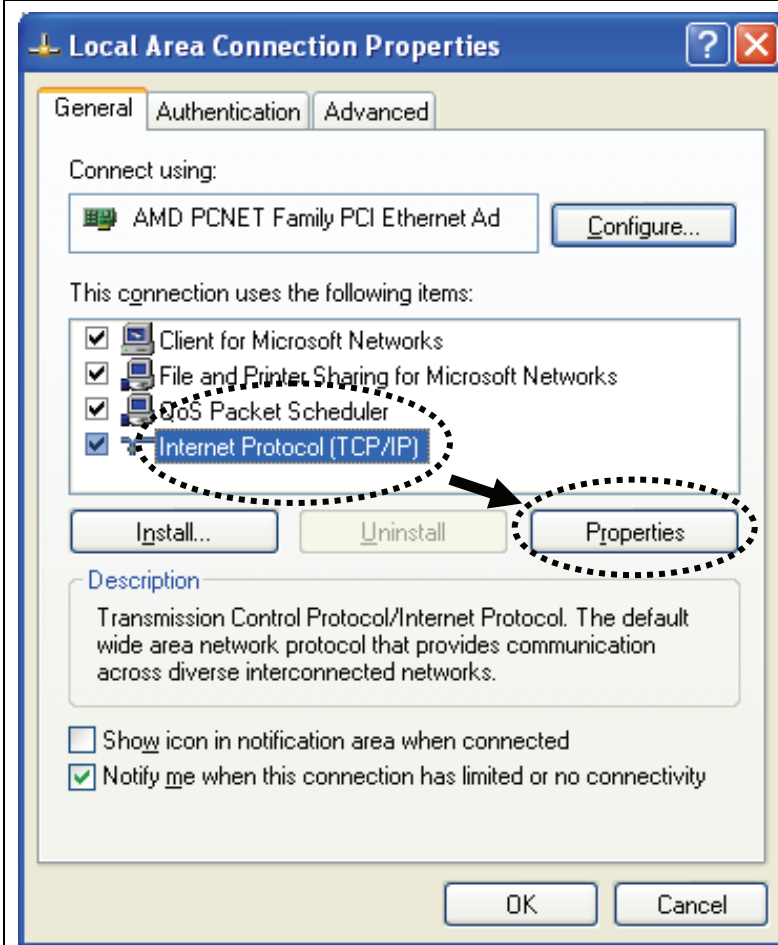 Local Area Connection Properties
General Authentication Advanced
Connect using:
AMD PCNET Family PCI Ethernet Ad Configure...
This connection uses the following items:
Client for Microsoft Networks
File and Printer Sharing for Microsoft Networks
QoS Packet Scheduler
Internet Protocol (TCP/IP)
Install... Uninstall Properties
Description
Transmission Control Protocol/Internet Protocol. The default
wide area network protocol that provides communication
across diverse interconnected networks.
Show icon in notification area when connected
Notify me when this connection has limited or no connectivity
OK Cancel